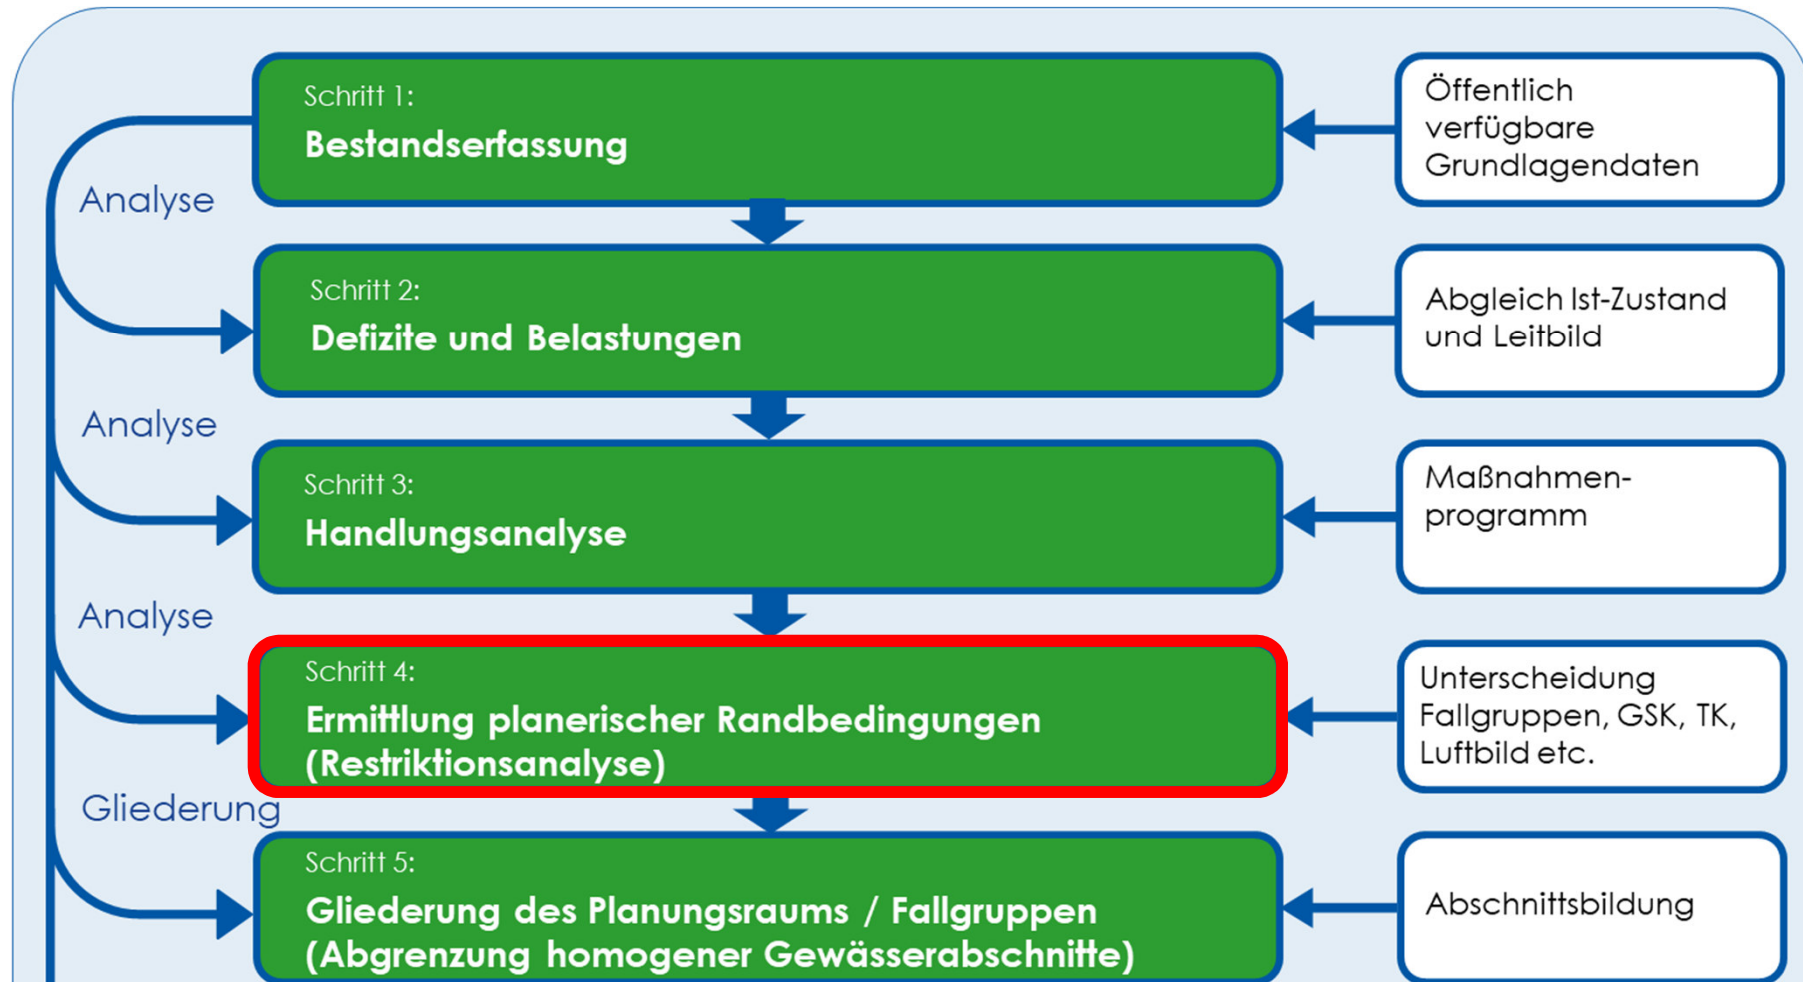 Schritt 1:
Bestandserfassung
Öffentlich
verfügbare
Grundlagendaten
Analyse
Schritt 2:
Defizite und Belastungen
Abgleich Ist-Zustand
und Leitbild
Analyse
Schritt 3:
Handlungsanalyse
Maßnahmen-
programm
Analyse
Schritt 4:
Ermittlung planerischer Randbedingungen
(Restriktionsanalyse)
Unterscheidung
Fallgruppen, GSK, TK,
Luftbild etc.
Gliederung
Schritt 5:
Gliederung des Planungsraums / Fallgruppen
(Abgrenzung homogener Gewässerabschnitte)
Abschnittsbildung